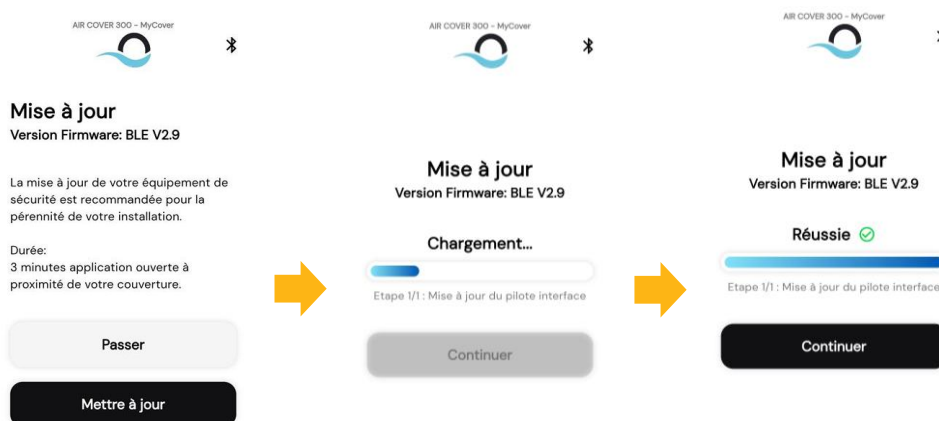 AIR COVER 300 - MyCover
Mise à jour
Version Firmware: BLE V2.9
La mise à jour de votre équipement de
sécurité est recommandée pour la
pérennité de votre installation.
Durée:
3 minutes application ouverte à
proximité de votre couverture.
Passer
Mettre à jour
AIR COVER 300 - MyCover
Mise à jour
Version Firmware: BLE V2.9
Chargement...
Etape 1/1 : Mise à jour du pilote interface
Continuer
AIR COVER 300 - MyCover
Mise à jour
Version Firmware: BLE V2.9
Réussie
Etape 1/1 : Mise à jour du pilote interface
Continuer